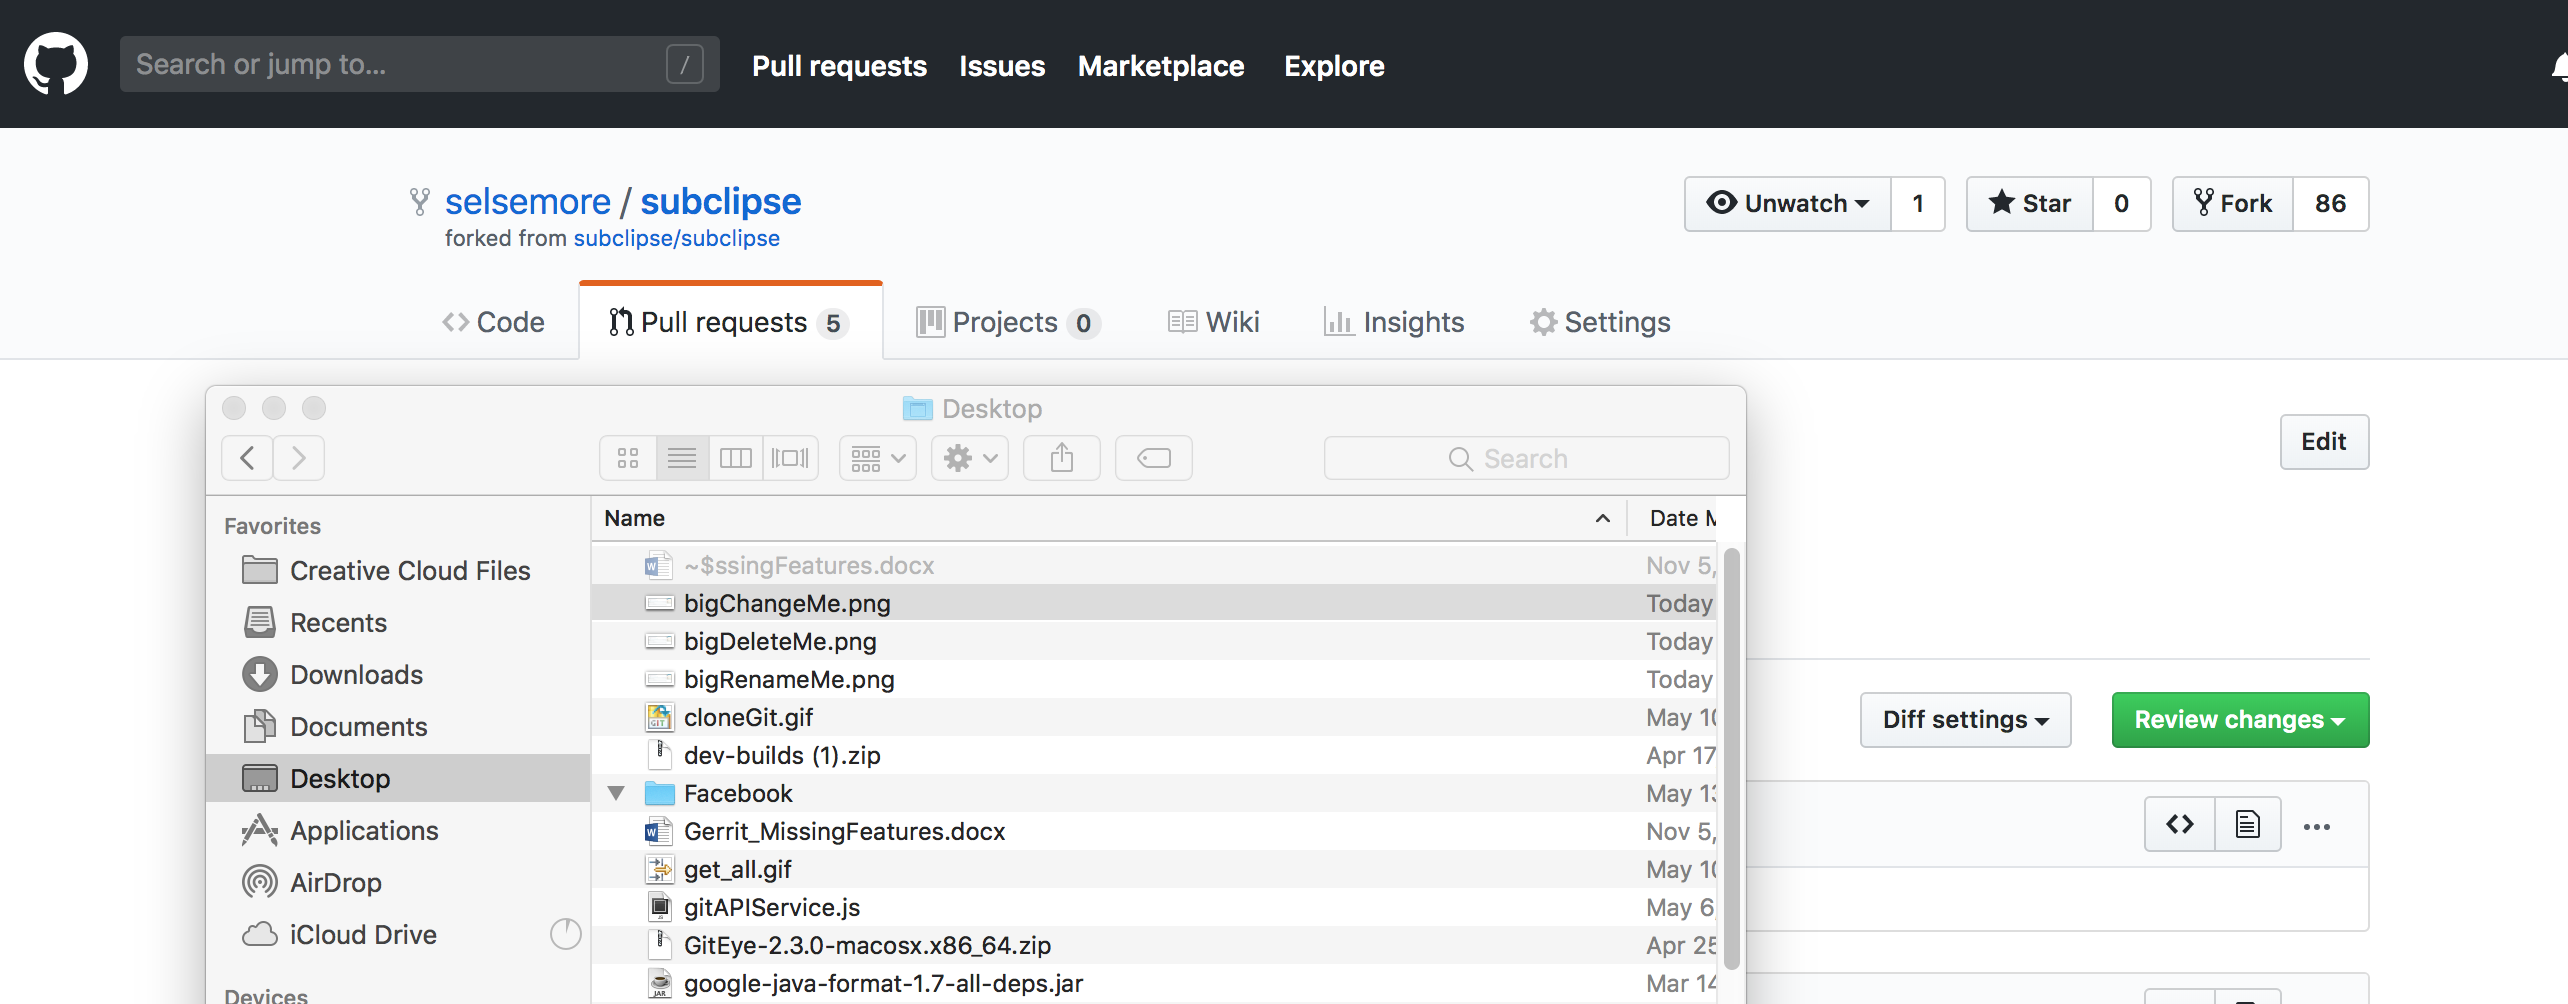 Search or jump to... /
Pull requests Issues Marketplace Explore
selsemore / subclipse
forked from subclipse/subclipse
Unwatch 1 Star 0 Fork 86
Code Pull requests 5 Projects 0 Wiki Insights Settings
Desktop
Search
Edit
Favorites
Creative Cloud Files
Recents
Downloads
Documents
Desktop
Applications
AirDrop
iCloud Drive
Devices
Name Date M
~$ssingFeatures.docx Nov 5,
bigChangeMe.png Today
bigDeleteMe.png Today
bigRenameMe.png Today
cloneGit.gif May 10
dev-builds (1).zip Apr 17
Facebook May 13
Gerrit_MissingFeatures.docx Nov 5,
get_all.gif May 10
gitAPIService.js May 6,
GitEye-2.3.0-macosx.x86_64.zip Apr 25
google-java-format-1.7-all-deps.jar Mar 14
Diff settings Review changes